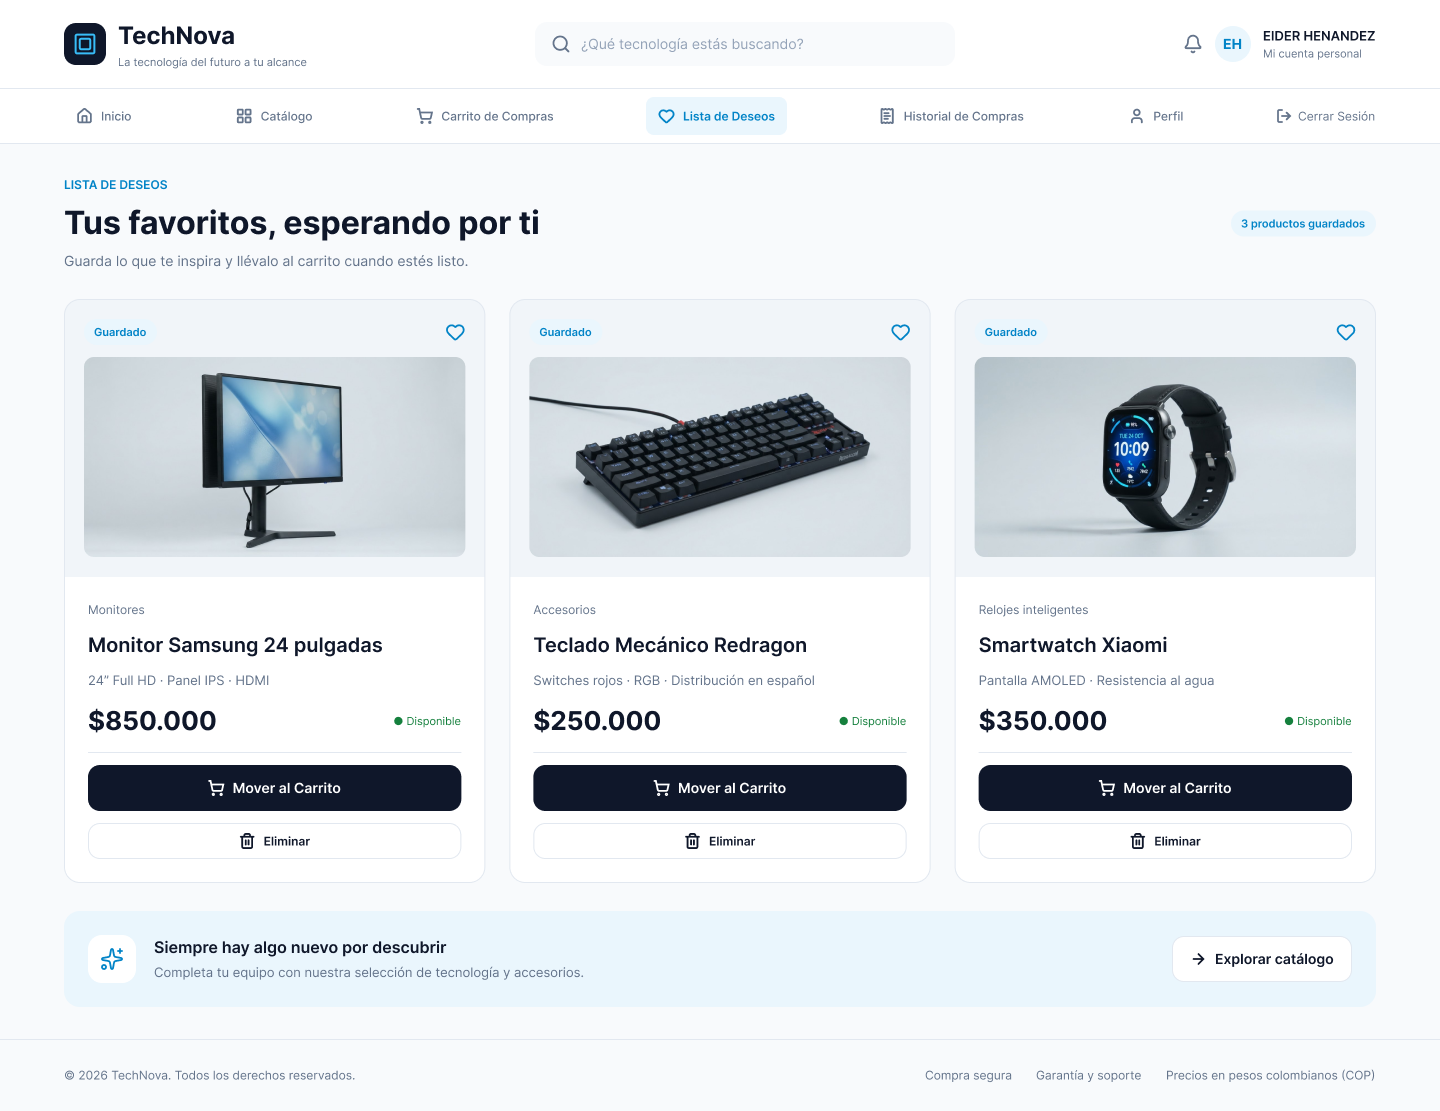 TechNova
La tecnología del futuro a tu alcance
¿Qué tecnología estás buscando?
EH
EIDER HENANDEZ
Mi cuenta personal
Inicio
Catálogo
Carrito de Compras
Lista de Deseos
Historial de Compras
Perfil
Cerrar Sesión
LISTA DE DESEOS
Tus favoritos, esperando por ti
3 productos guardados
Guarda lo que te inspira y llévalo al carrito cuando estés listo.
Guardado
Monitores
Monitor Samsung 24 pulgadas
24” Full HD · Panel IPS · HDMI
$850.000
Disponible
Mover al Carrito
Eliminar
Guardado
Accesorios
Teclado Mecánico Redragon
Switches rojos · RGB · Distribución en español
$250.000
Disponible
Mover al Carrito
Eliminar
Guardado
TUE 24 OCT
10:09
Relojes inteligentes
Smartwatch Xiaomi
Pantalla AMOLED · Resistencia al agua
$350.000
Disponible
Mover al Carrito
Eliminar
Siempre hay algo nuevo por descubrir
Completa tu equipo con nuestra selección de tecnología y accesorios.
Explorar catálogo
© 2026 TechNova. Todos los derechos reservados.
Compra segura
Garantía y soporte
Precios en pesos colombianos (COP)